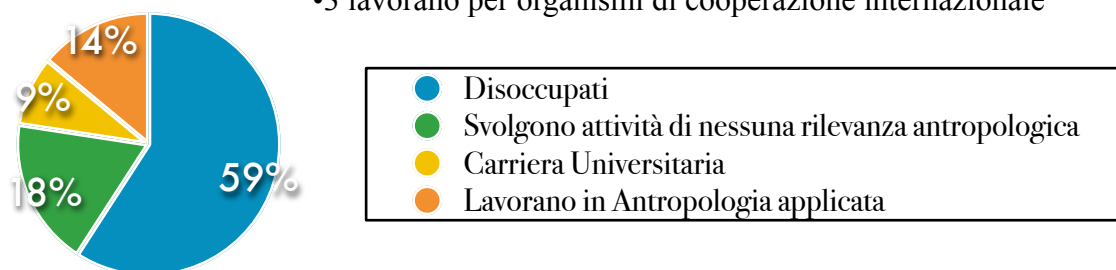 •3 lavorano per organismi di cooperazione internazionale
14%
9%
18%
59%
Disoccupati
Svolgono attività di nessuna rilevanza antropologica
Carriera Universitaria
Lavorano in Antropologia applicata